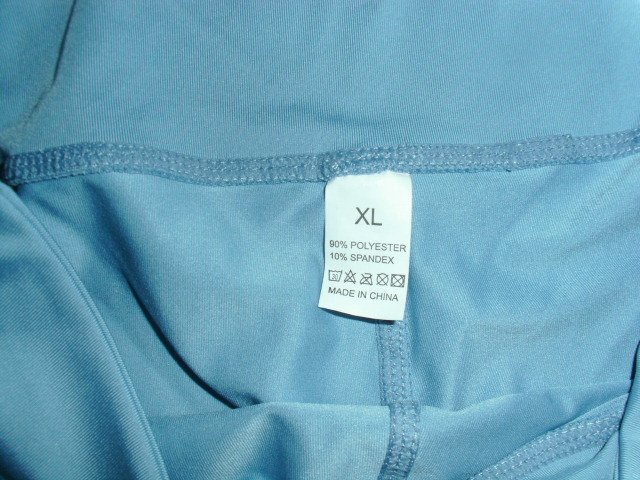 XL
90% POLYESTER
10% SPANDEX
MADE IN CHINA